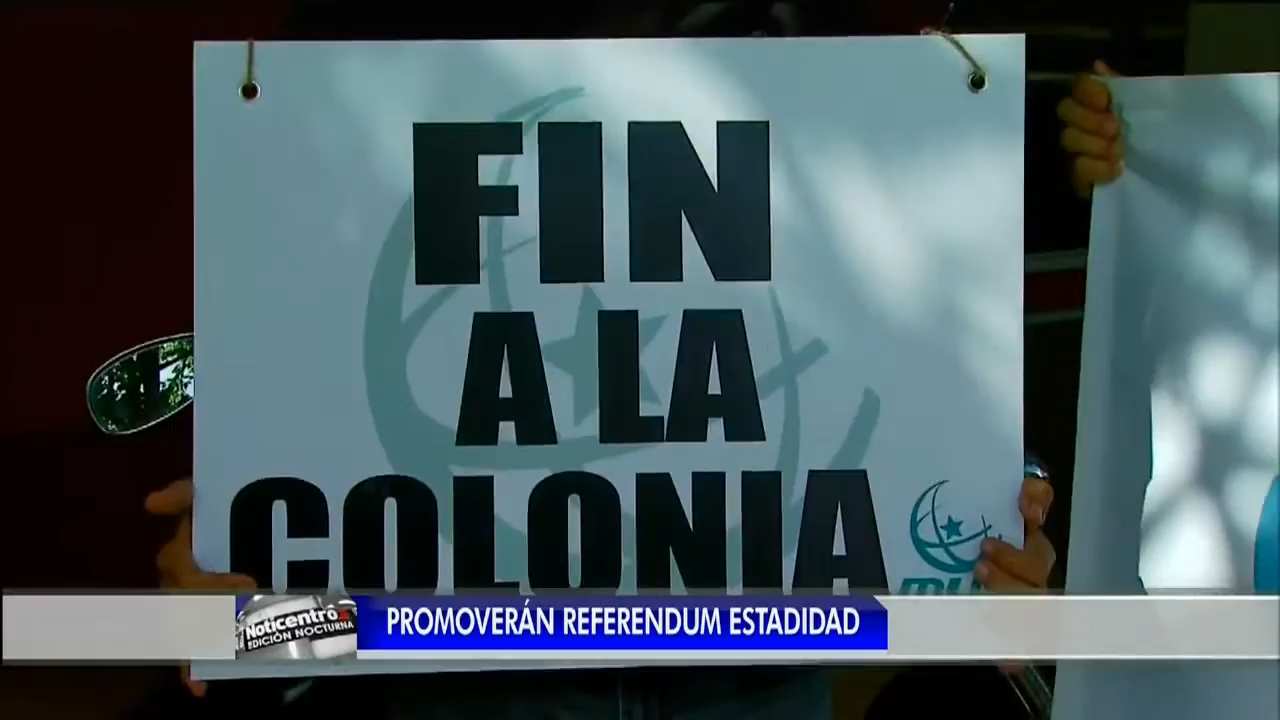 FIN
A LA
COLONIA
Noticentro
EDICIÓN NOCTURNA
PROMOVERÁN REFERENDUM ESTADIDAD